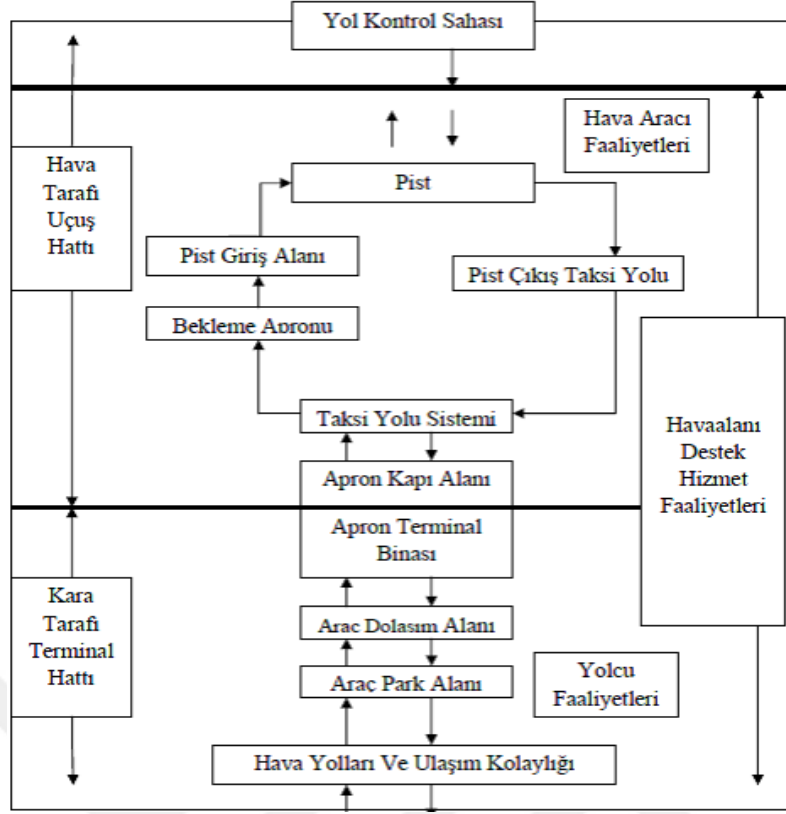 Yol Kontrol Sahası
Hava Aracı
Faaliyetleri
Hava
Tarafı
Uçuş
Hattı
Pist
Pist Giriş Alanı
Pist Çıkış Taksi Yolu
Bekleme Apronu
Taksi Yolu Sistemi
Havaalanı
Destek
Hizmet
Faaliyetleri
Apron Kapı Alanı
Apron Terminal
Binası
Kara
Tarafı
Terminal
Hattı
Araç Dolaşım Alanı
Araç Park Alanı
Yolcu
Faaliyetleri
Hava Yolları Ve Ulaşım Kolaylığı